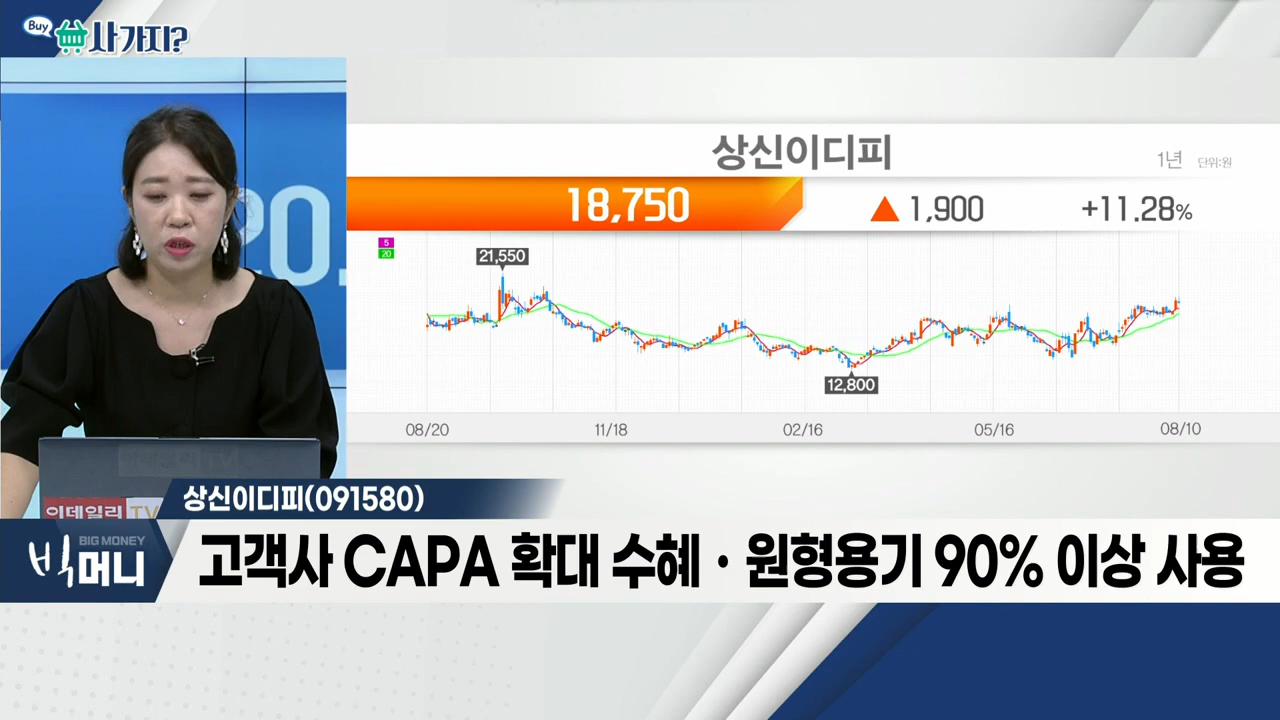 Buy 사가지?
상신이디피
1년 단위:원
18,750 ▲ 1,900 +11.28%
5
20
21,550
12,800
08/20 11/18 02/16 05/16 08/10
20.
이데일리TV
상신이디피(091580)
BIG MONEY
빅머니
고객사 CAPA 확대 수혜 · 원형용기 90% 이상 사용